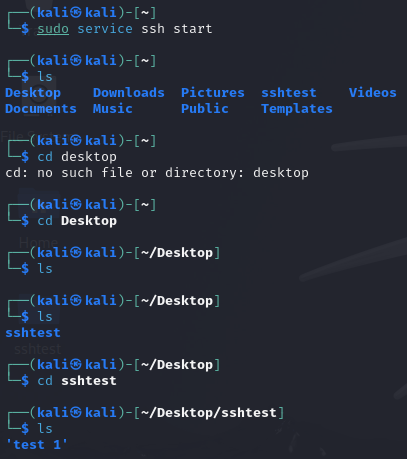 ┌──(kali㉿kali)-[~]
└─$ sudo service ssh start
┌──(kali㉿kali)-[~]
└─$ ls
Desktop    Downloads  Pictures  sshtest    Videos
Documents  Music      Public    Templates
┌──(kali㉿kali)-[~]
└─$ cd desktop
cd: no such file or directory: desktop
┌──(kali㉿kali)-[~]
└─$ cd Desktop
┌──(kali㉿kali)-[~/Desktop]
└─$ ls
┌──(kali㉿kali)-[~/Desktop]
└─$ ls
sshtest
┌──(kali㉿kali)-[~/Desktop]
└─$ cd sshtest
┌──(kali㉿kali)-[~/Desktop/sshtest]
└─$ ls
'test 1'
Home
sshtest